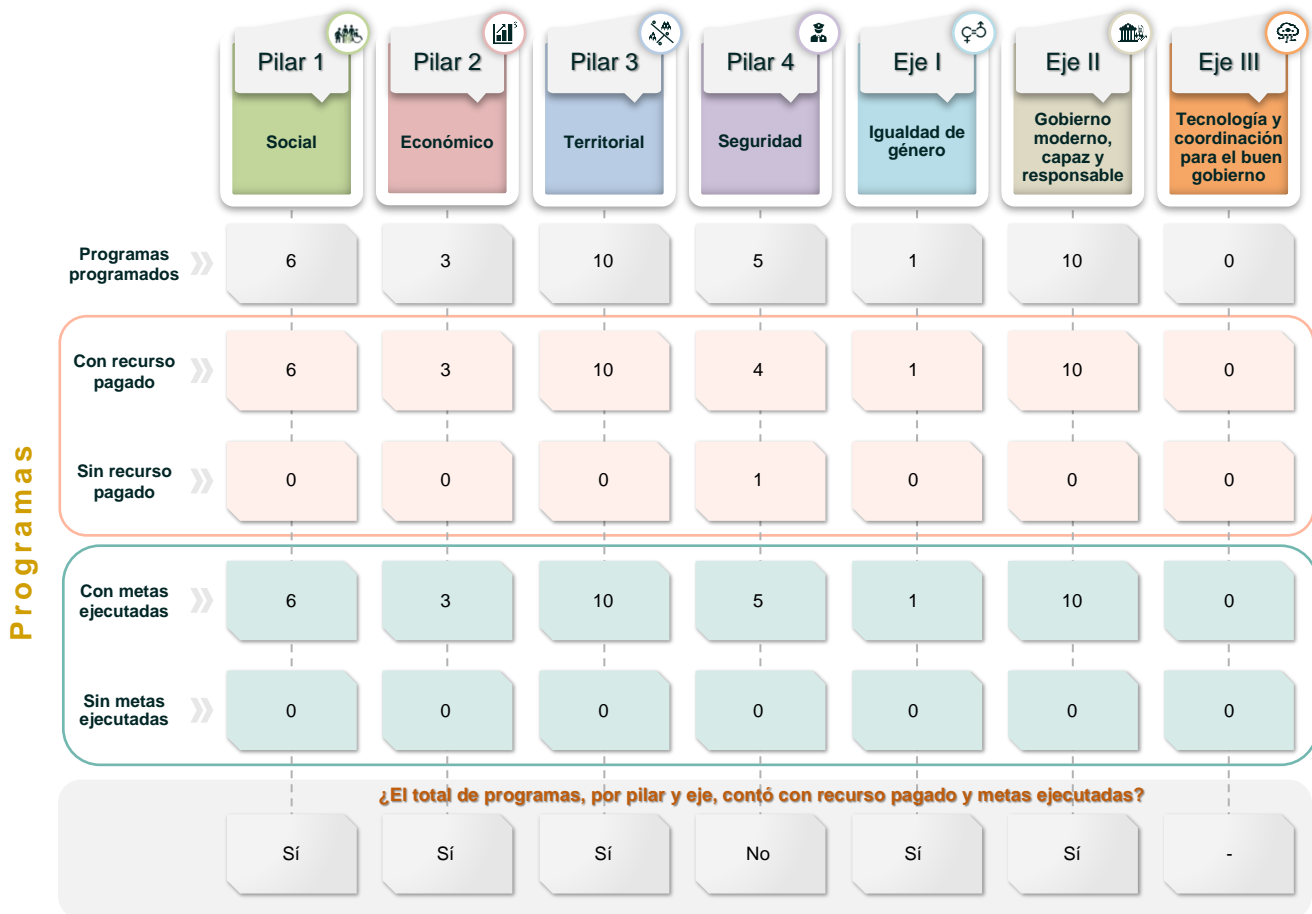 Pilar 1
Pilar 2
Pilar 3
Pilar 4
Eje I
Eje II
Eje III
Social
Económico
Territorial
Seguridad
Igualdad de
género
Gobierno
moderno,
capaz y
responsable
Tecnología y
coordinación
para el buen
gobierno
Programas
Programas
programados
6
3
10
5
1
10
0
Con recurso
pagado
6
3
10
4
1
10
0
Sin recurso
pagado
0
0
0
1
0
0
0
Con metas
ejecutadas
6
3
10
5
1
10
0
Sin metas
ejecutadas
0
0
0
0
0
0
0
¿El total de programas, por pilar y eje, contó con recurso pagado y metas ejecutadas?
Sí
Sí
Sí
No
Sí
Sí
-